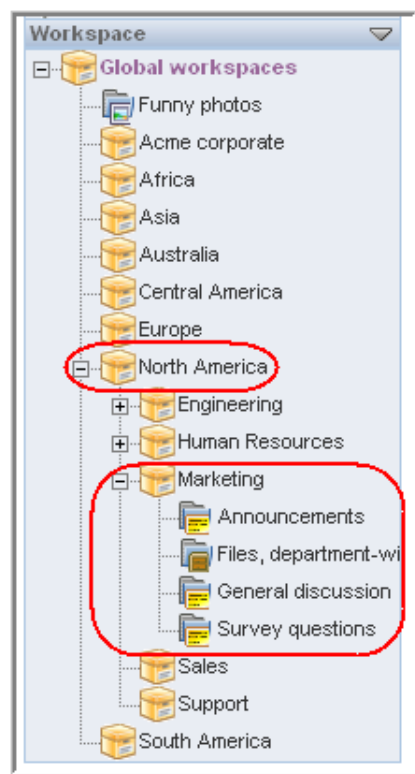 Workspace
Global workspaces
Funny photos
Acme corporate
Africa
Asia
Australia
Central America
Europe
North America
Engineering
Human Resources
Marketing
Announcements
Files, department-wi
General discussion
Survey questions
Sales
Support
South America